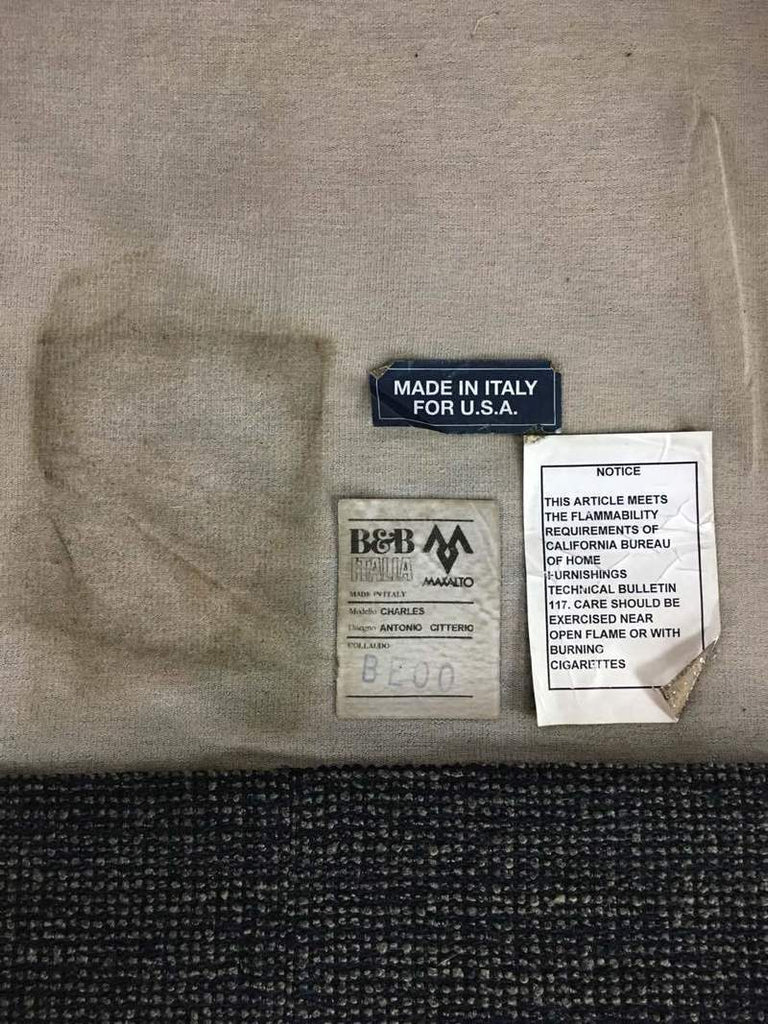 MADE IN ITALY
FOR U.S.A.
B&B
ITALIA
MAXALTO
MADE IN ITALY
Modello CHARLES
Disegno ANTONIO CITTERIO
COLLAUDO
NOTICE
THIS ARTICLE MEETS
THE FLAMMABILITY
REQUIREMENTS OF
CALIFORNIA BUREAU
OF HOME
FURNISHINGS
TECHNICAL BULLETIN
117. CARE SHOULD BE
EXERCISED NEAR
OPEN FLAME OR WITH
BURNING
CIGARETTES